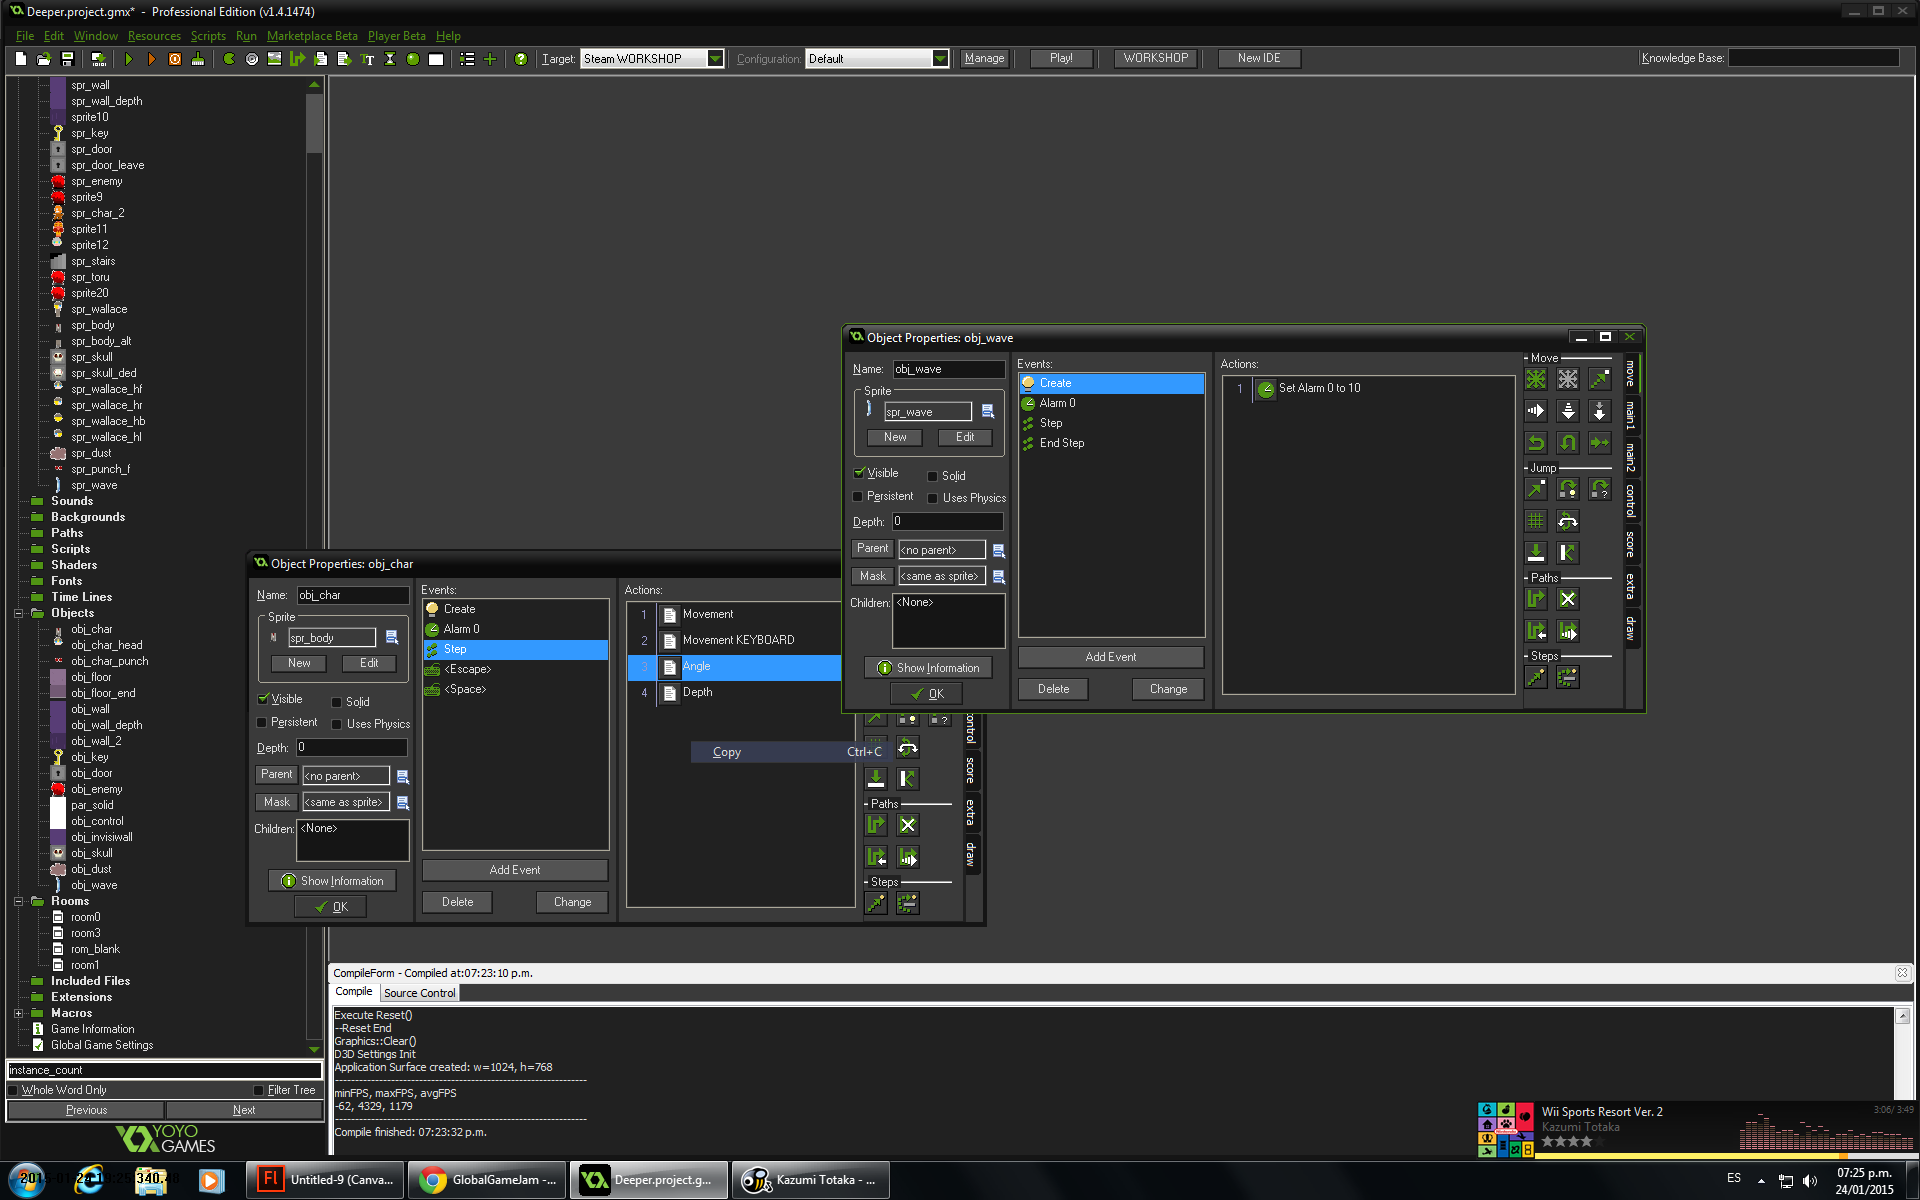 Deeper.project.gmx* - Professional Edition (v1.4.1474)
File Edit Window Resources Scripts Run Marketplace Beta Player Beta Help
Target: Steam WORKSHOP Configuration: Default Manage Play! WORKSHOP New IDE Knowledge Base:
spr_wall
spr_wall_depth
sprite10
spr_key
spr_door
spr_door_leave
spr_enemy
sprite9
spr_char_2
sprite11
sprite12
spr_stairs
spr_toru
sprite20
spr_wallace
spr_body
spr_body_alt
spr_skull
spr_skull_ded
spr_wallace_hf
spr_wallace_hr
spr_wallace_hb
spr_wallace_hl
spr_dust
spr_punch_f
spr_wave
Sounds
Backgrounds
Paths
Scripts
Shaders
Fonts
Time Lines
Objects
obj_char
obj_char_head
obj_char_punch
obj_floor
obj_floor_end
obj_wall
obj_wall_depth
obj_wall_2
obj_key
obj_door
obj_enemy
par_solid
obj_control
obj_invisiwall
obj_skull
obj_dust
obj_wave
Rooms
room0
room3
rom_blank
room1
Included Files
Extensions
Macros
Game Information
Global Game Settings
instance_count
Whole Word Only Filter Tree
Previous Next
YOYO
GAMES
Object Properties: obj_char
Name: obj_char
Sprite
spr_body
New Edit
Visible Solid
Persistent Uses Physics
Depth: 0
Parent <no parent>
Mask <same as sprite>
Children: <None>
Show Information
OK
Events:
Create
Alarm 0
Step
<Escape>
<Space>
Add Event
Delete Change
Actions:
1 Movement
2 Movement KEYBOARD
3 Angle
4 Depth
Copy Ctrl+C
Paths
Steps
control
score
extra
draw
Object Properties: obj_wave
Name: obj_wave
Sprite
spr_wave
New Edit
Visible Solid
Persistent Uses Physics
Depth: 0
Parent <no parent>
Mask <same as sprite>
Children: <None>
Show Information
OK
Events:
Create
Alarm 0
Step
End Step
Add Event
Delete Change
Actions:
1 Set Alarm 0 to 10
Move
Jump
Paths
Steps
move
main1
main2
control
score
extra
draw
CompileForm - Compiled at:07:23:10 p.m.
Compile Source Control
Execute Reset()
--Reset End
Graphics::Clear()
D3D Settings Init
Application Surface created: w=1024, h=768
minFPS, maxFPS, avgFPS
-62, 4329, 1179
Compile finished: 07:23:32 p.m.
Wii Sports Resort Ver. 2
Kazumi Totaka
3:06/ 3:49
Untitled-9 (Canva...
GlobalGameJam -...
Deeper.project.g...
Kazumi Totaka - ...
ES
07:25 p.m.
24/01/2015